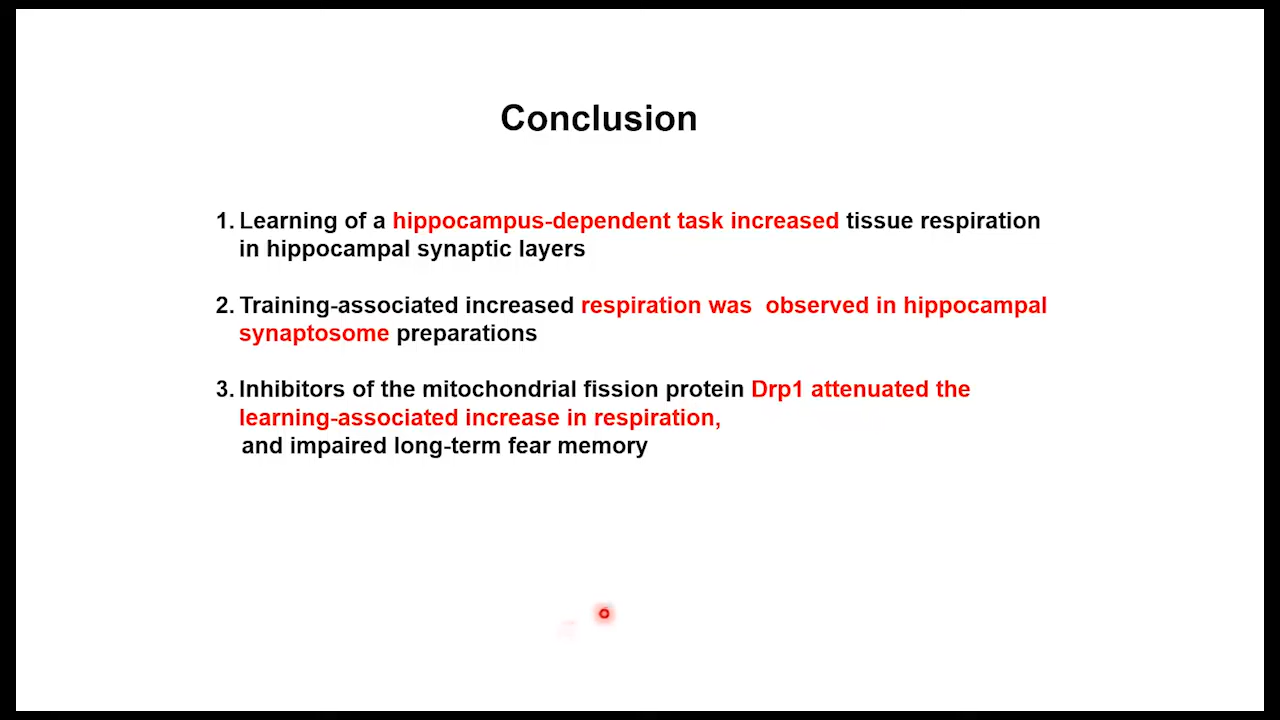 Conclusion
1. Learning of a hippocampus-dependent task increased tissue respiration
in hippocampal synaptic layers
2. Training-associated increased respiration was  observed in hippocampal
synaptosome preparations
3. Inhibitors of the mitochondrial fission protein Drp1 attenuated the
learning-associated increase in respiration,
and impaired long-term fear memory